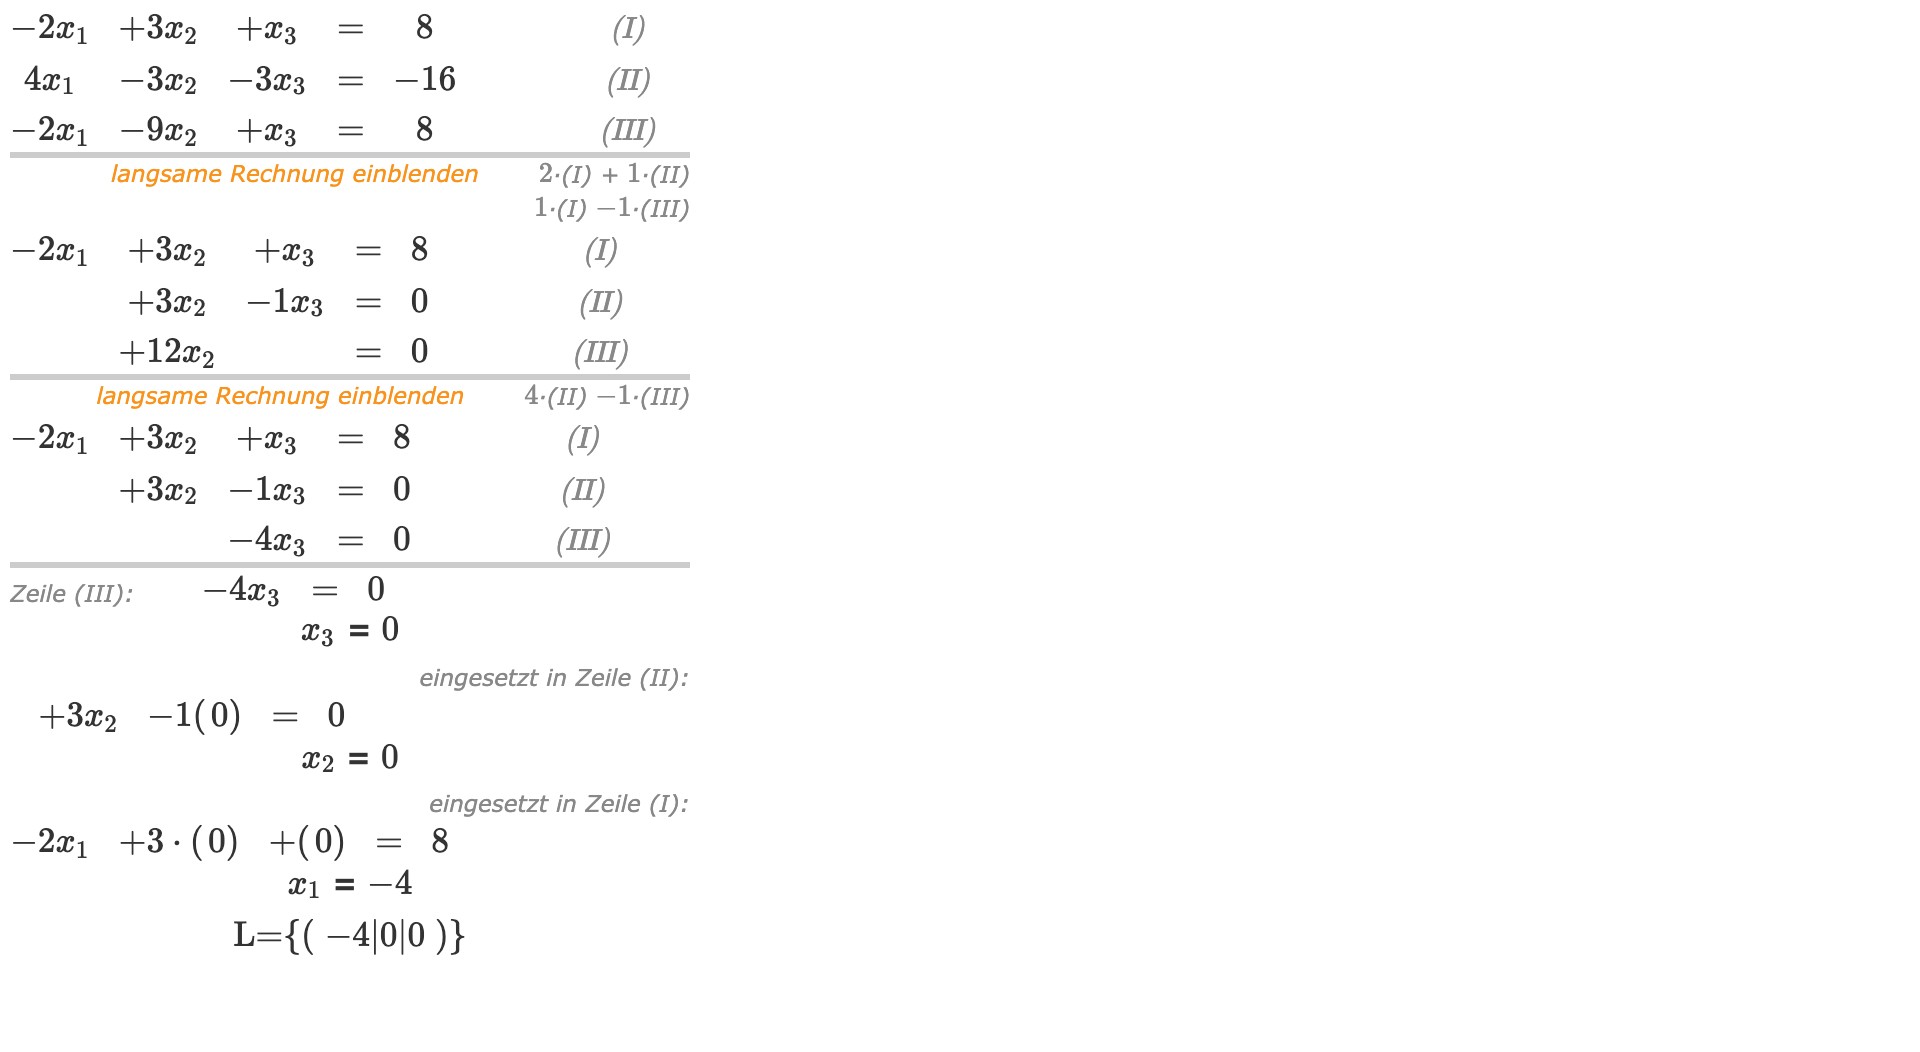 −2x₁ +3x₂ +x₃ = 8 (I)
4x₁ −3x₂ −3x₃ = −16 (II)
−2x₁ −9x₂ +x₃ = 8 (III)
langsame Rechnung einblenden 2·(I) + 1·(II)
1·(I) −1·(III)
−2x₁ +3x₂ +x₃ = 8 (I)
+3x₂ −1x₃ = 0 (II)
+12x₂ = 0 (III)
langsame Rechnung einblenden 4·(II) −1·(III)
−2x₁ +3x₂ +x₃ = 8 (I)
+3x₂ −1x₃ = 0 (II)
−4x₃ = 0 (III)
Zeile (III): −4x₃ = 0
x₃ = 0
eingesetzt in Zeile (II):
+3x₂ −1(0) = 0
x₂ = 0
eingesetzt in Zeile (I):
−2x₁ +3·(0) +(0) = 8
x₁ = −4
L={( −4|0|0 )}